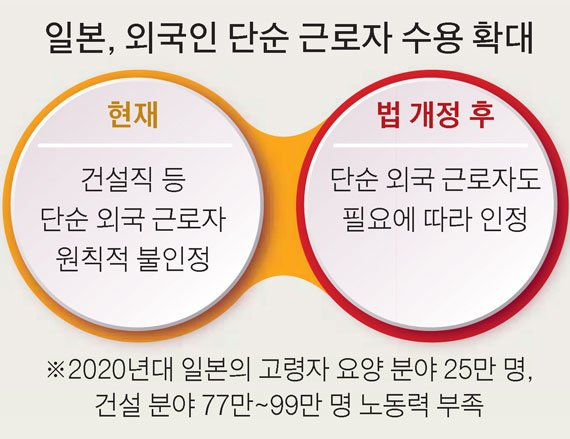 일본, 외국인 단순 근로자 수용 확대
현재
건설직 등
단순 외국 근로자
원칙적 불인정
법 개정 후
단순 외국 근로자도
필요에 따라 인정
※2020년대 일본의 고령자 요양 분야 25만 명,
건설 분야 77만~99만 명 노동력 부족